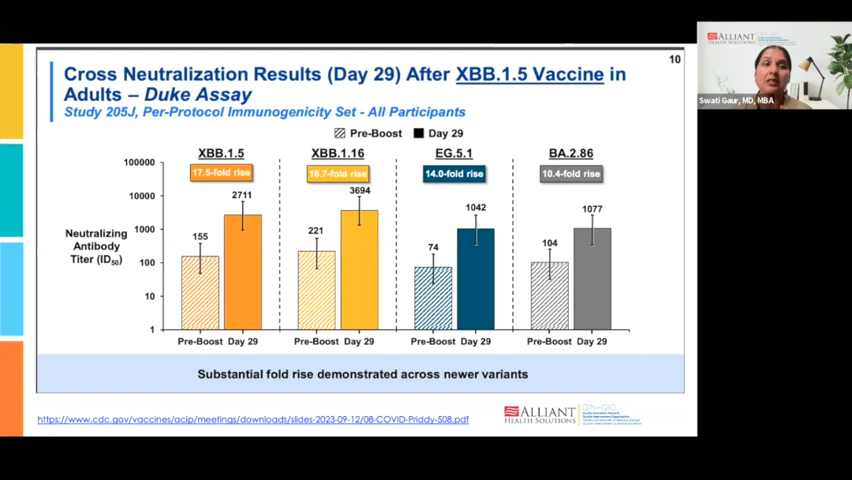 10
Cross Neutralization Results (Day 29) After XBB.1.5 Vaccine in
Adults – Duke Assay
Study 205J, Per-Protocol Immunogenicity Set - All Participants
Pre-Boost Day 29
XBB.1.5 XBB.1.16 EG.5.1 BA.2.86
17.5-fold rise 16.7-fold rise 14.0-fold rise 10.4-fold rise
Neutralizing
Antibody
Titer (ID50)
100000
10000
1000
100
10
1
155 2711 221 3694 74 1042 104 1077
Pre-Boost Day 29 Pre-Boost Day 29 Pre-Boost Day 29 Pre-Boost Day 29
Substantial fold rise demonstrated across newer variants
https://www.cdc.gov/vaccines/acip/meetings/downloads/slides-2023-09-12/08-COVID-Priddy-508.pdf
ALLIANT
HEALTH SOLUTIONS
QIN-QIO
ALLIANT
HEALTH SOLUTIONS
Swati Gaur, MD, MBA